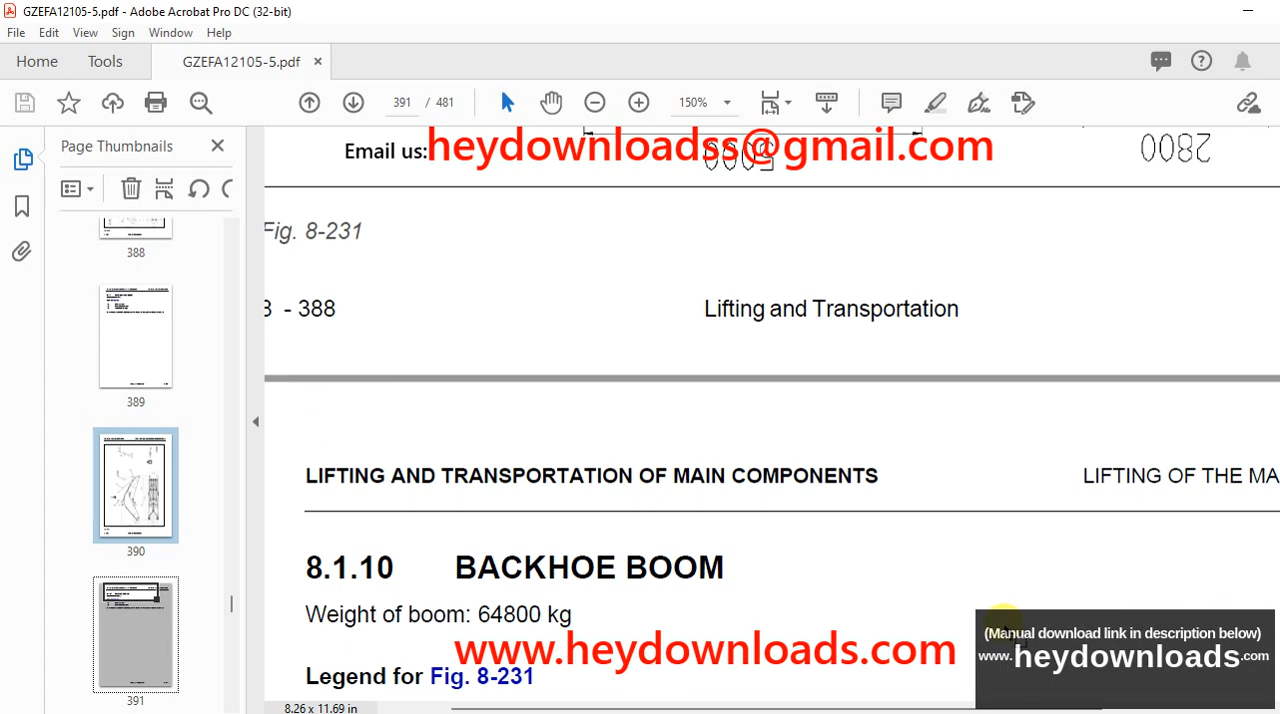 GZEFA12105-5.pdf - Adobe Acrobat Pro DC (32-bit)
File Edit View Sign Window Help
Home Tools GZEFA12105-5.pdf ×
391 / 481 150%
Page Thumbnails
388
389
390
391
Email us:heydownloadss@gmail.com
5000
2800
Fig. 8-231
8 - 388 Lifting and Transportation
LIFTING AND TRANSPORTATION OF MAIN COMPONENTS LIFTING OF THE MA
8.1.10 BACKHOE BOOM
Weight of boom: 64800 kg
www.heydownloads.com
Legend for Fig. 8-231
8.26 x 11.69 in
(Manual download link in description below)
www.heydownloads.com